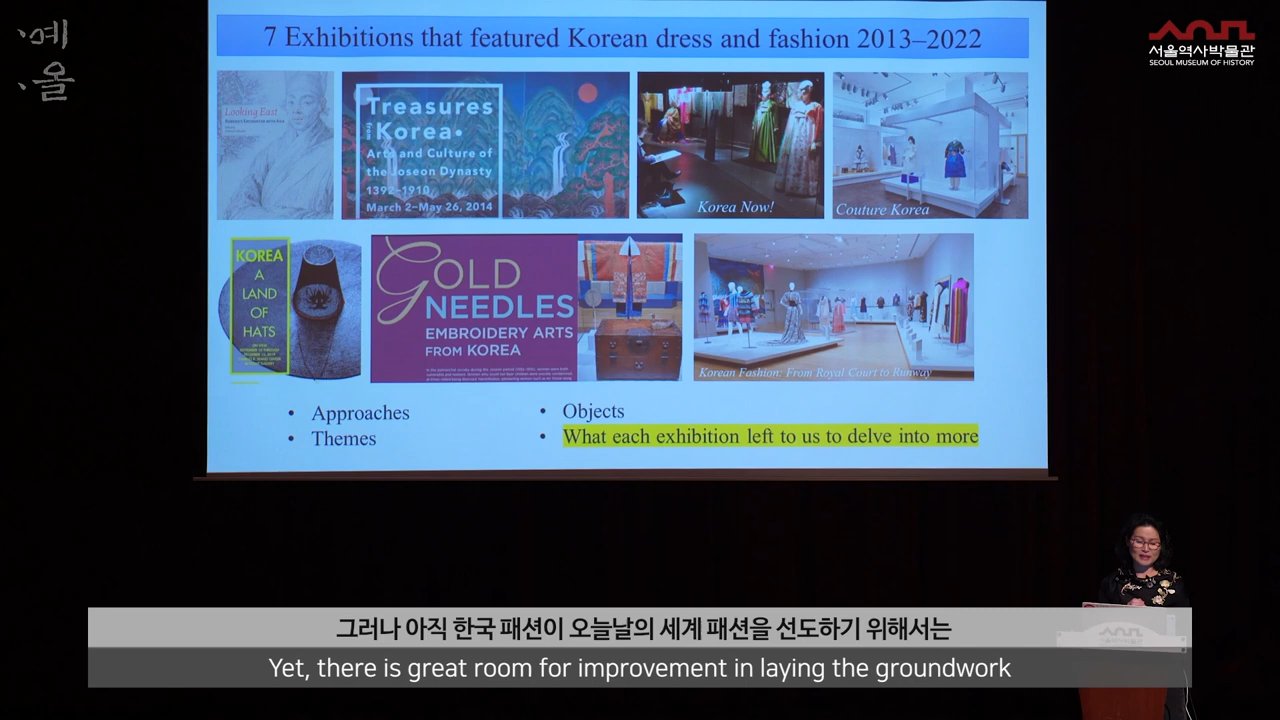 예
올
서울역사박물관
SEOUL MUSEUM OF HISTORY
7 Exhibitions that featured Korean dress and fashion 2013–2022
Looking East
Treasures
from Korea•
Arts and Culture of
the Joseon Dynasty
1392–1910
March 2–May 26, 2014
Korea Now!
Couture Korea
KOREA
A
LAND
OF
HATS
GOLD
NEEDLES
EMBROIDERY ARTS
FROM KOREA
Korean Fashion: From Royal Court to Runway
• Approaches
• Themes
• Objects
• What each exhibition left to us to delve into more
그러나 아직 한국 패션이 오늘날의 세계 패션을 선도하기 위해서는
Yet, there is great room for improvement in laying the groundwork